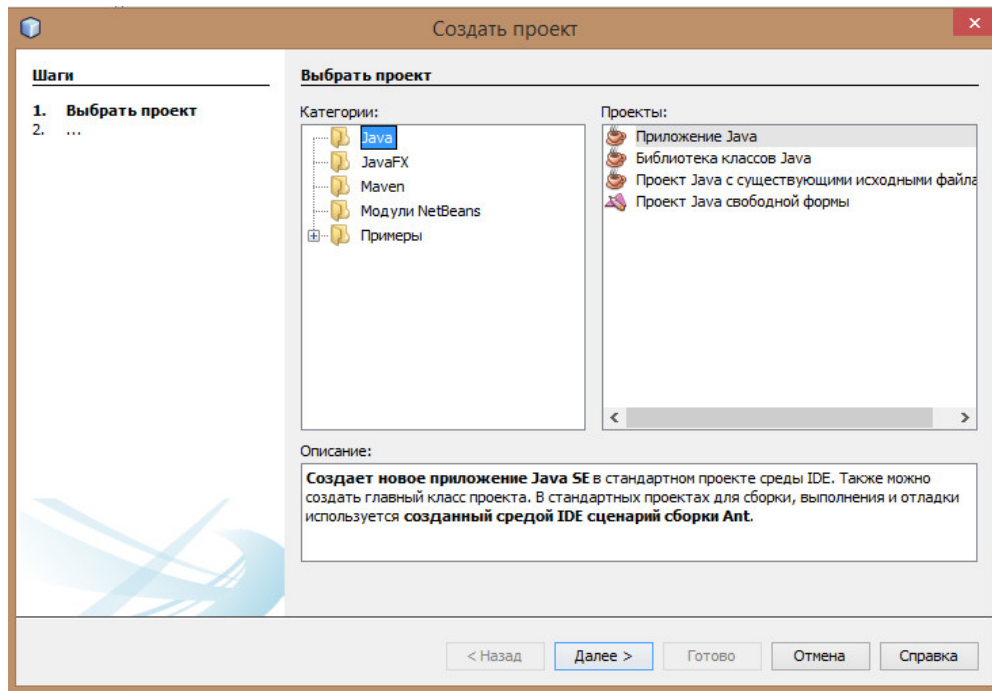 Создать проект
Шаги
1. Выбрать проект
2. ...
Выбрать проект
Категории:
Java
JavaFX
Maven
Модули NetBeans
Примеры
Проекты:
Приложение Java
Библиотека классов Java
Проект Java с существующими исходными файла
Проект Java свободной формы
Описание:
Создает новое приложение Java SE в стандартном проекте среды IDE. Также можно
создать главный класс проекта. В стандартных проектах для сборки, выполнения и отладки
используется созданный средой IDE сценарий сборки Ant.
< Назад
Далее >
Готово
Отмена
Справка